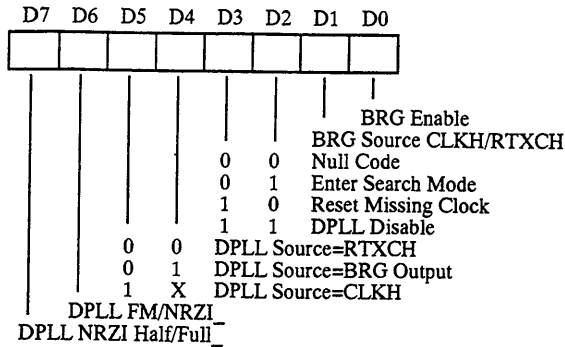 D7 D6 D5 D4 D3 D2 D1 D0
BRG Enable
BRG Source CLKH/RTXCH
0 0 Null Code
0 1 Enter Search Mode
1 0 Reset Missing Clock
1 1 DPLL Disable
0 0 DPLL Source=RTXCH
0 1 DPLL Source=BRG Output
1 X DPLL Source=CLKH
DPLL FM/NRZI_
DPLL NRZI Half/Full_